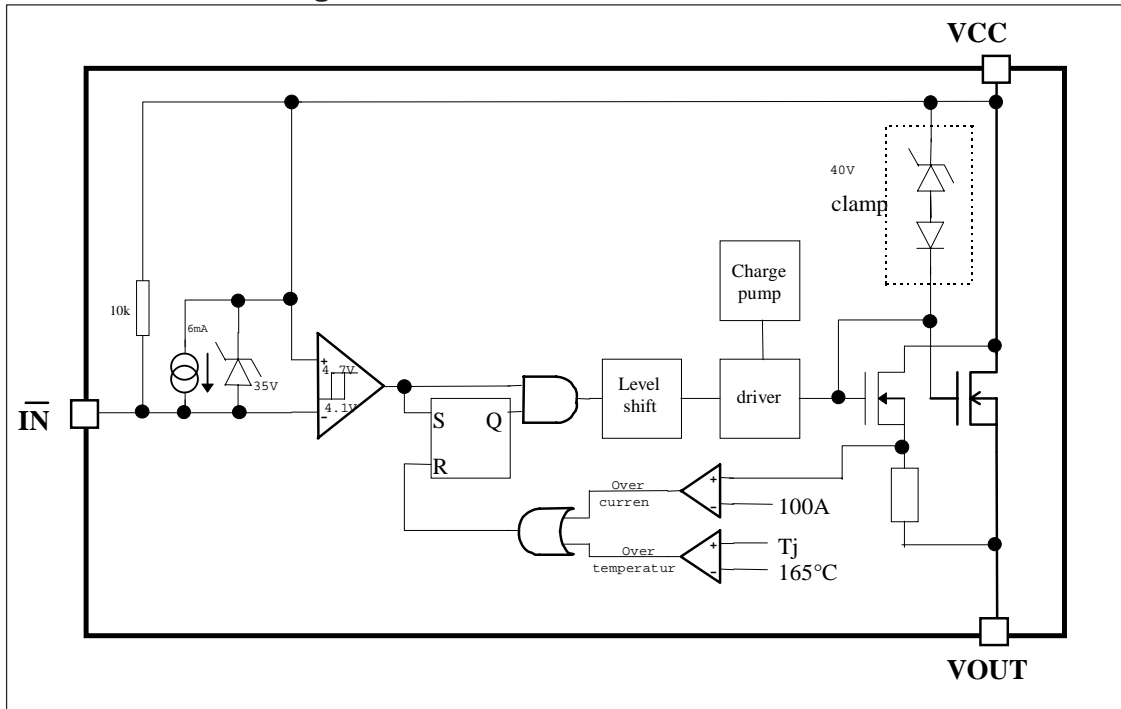 VCC
40V
clamp
Charge
pump
10k
6mA
35V
+
4.7V
4.1V
-
IN
S
Q
R
Level
shift
driver
Over
curren
+
-
100A
Over
temperatur
+
-
Tj
165°C
VOUT